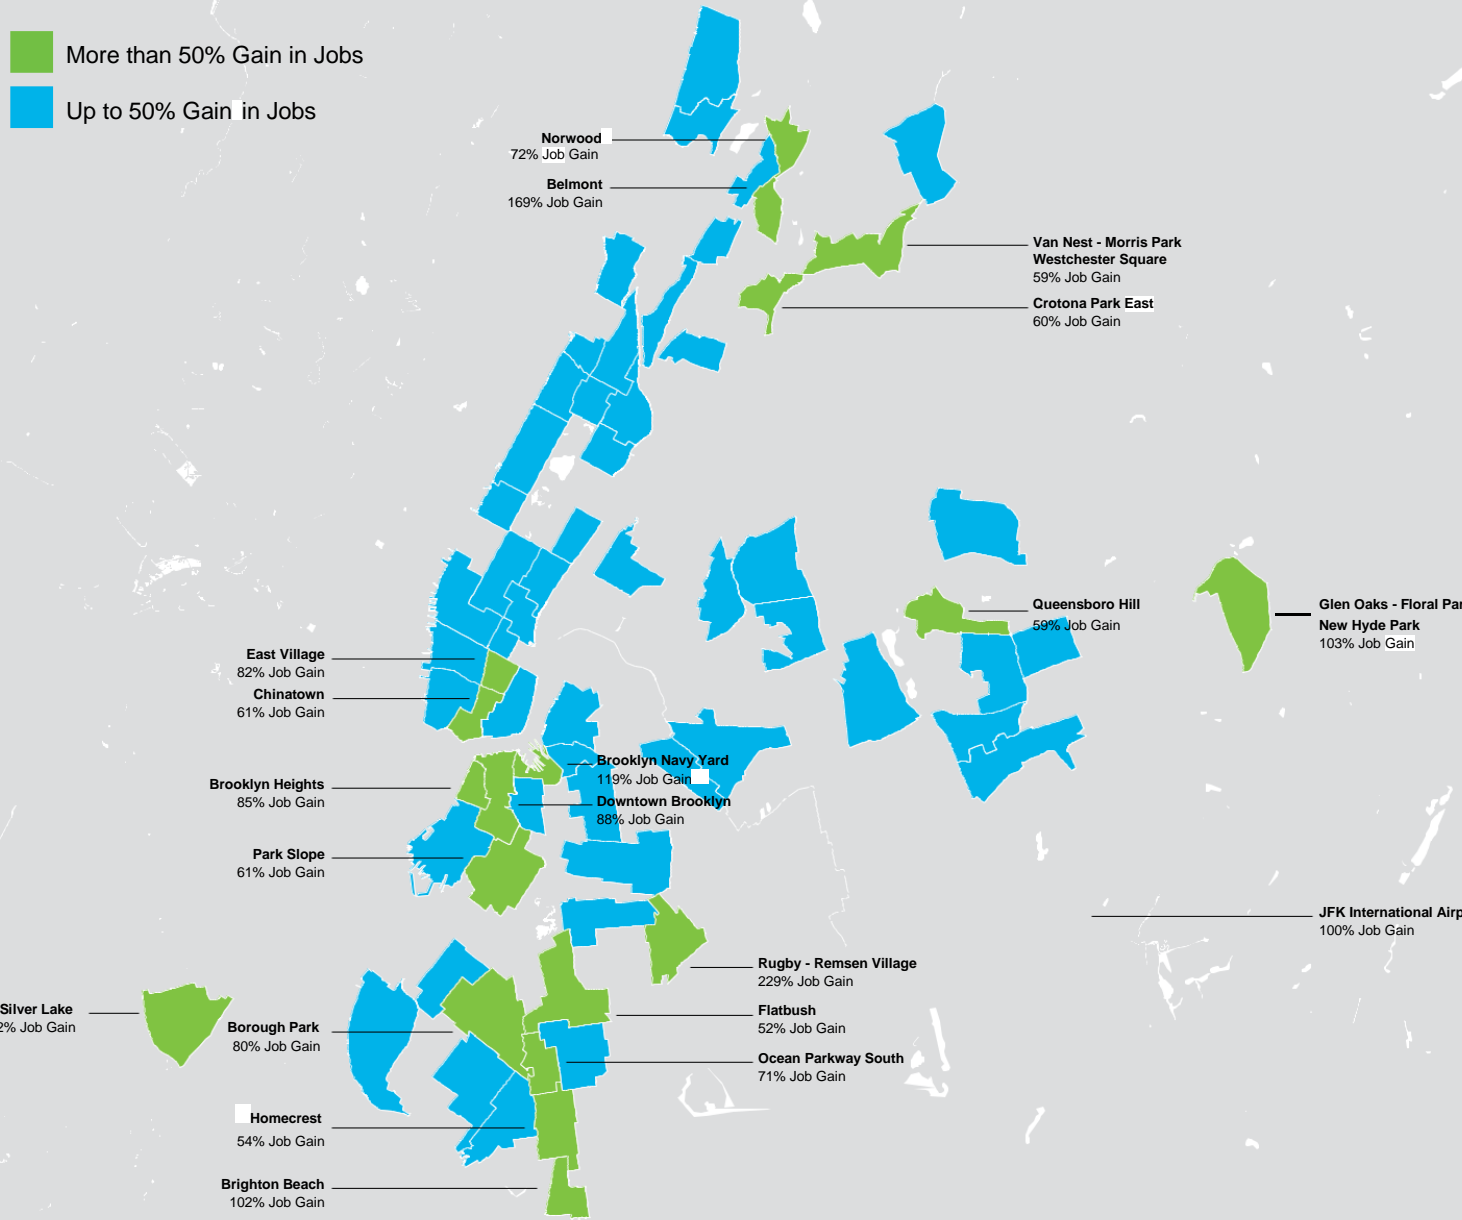 More than 50% Gain in Jobs
Up to 50% Gain in Jobs
Norwood
72% Job Gain
Belmont
169% Job Gain
Van Nest - Morris Park
Westchester Square
59% Job Gain
Crotona Park East
60% Job Gain
Queensboro Hill
59% Job Gain
Glen Oaks - Floral Par
New Hyde Park
103% Job Gain
East Village
82% Job Gain
Chinatown
61% Job Gain
Brooklyn Navy Yard
119% Job Gain
Brooklyn Heights
85% Job Gain
Downtown Brooklyn
88% Job Gain
Park Slope
61% Job Gain
JFK International Airp
100% Job Gain
Rugby - Remsen Village
229% Job Gain
Silver Lake
2% Job Gain
Flatbush
52% Job Gain
Borough Park
80% Job Gain
Ocean Parkway South
71% Job Gain
Homecrest
54% Job Gain
Brighton Beach
102% Job Gain